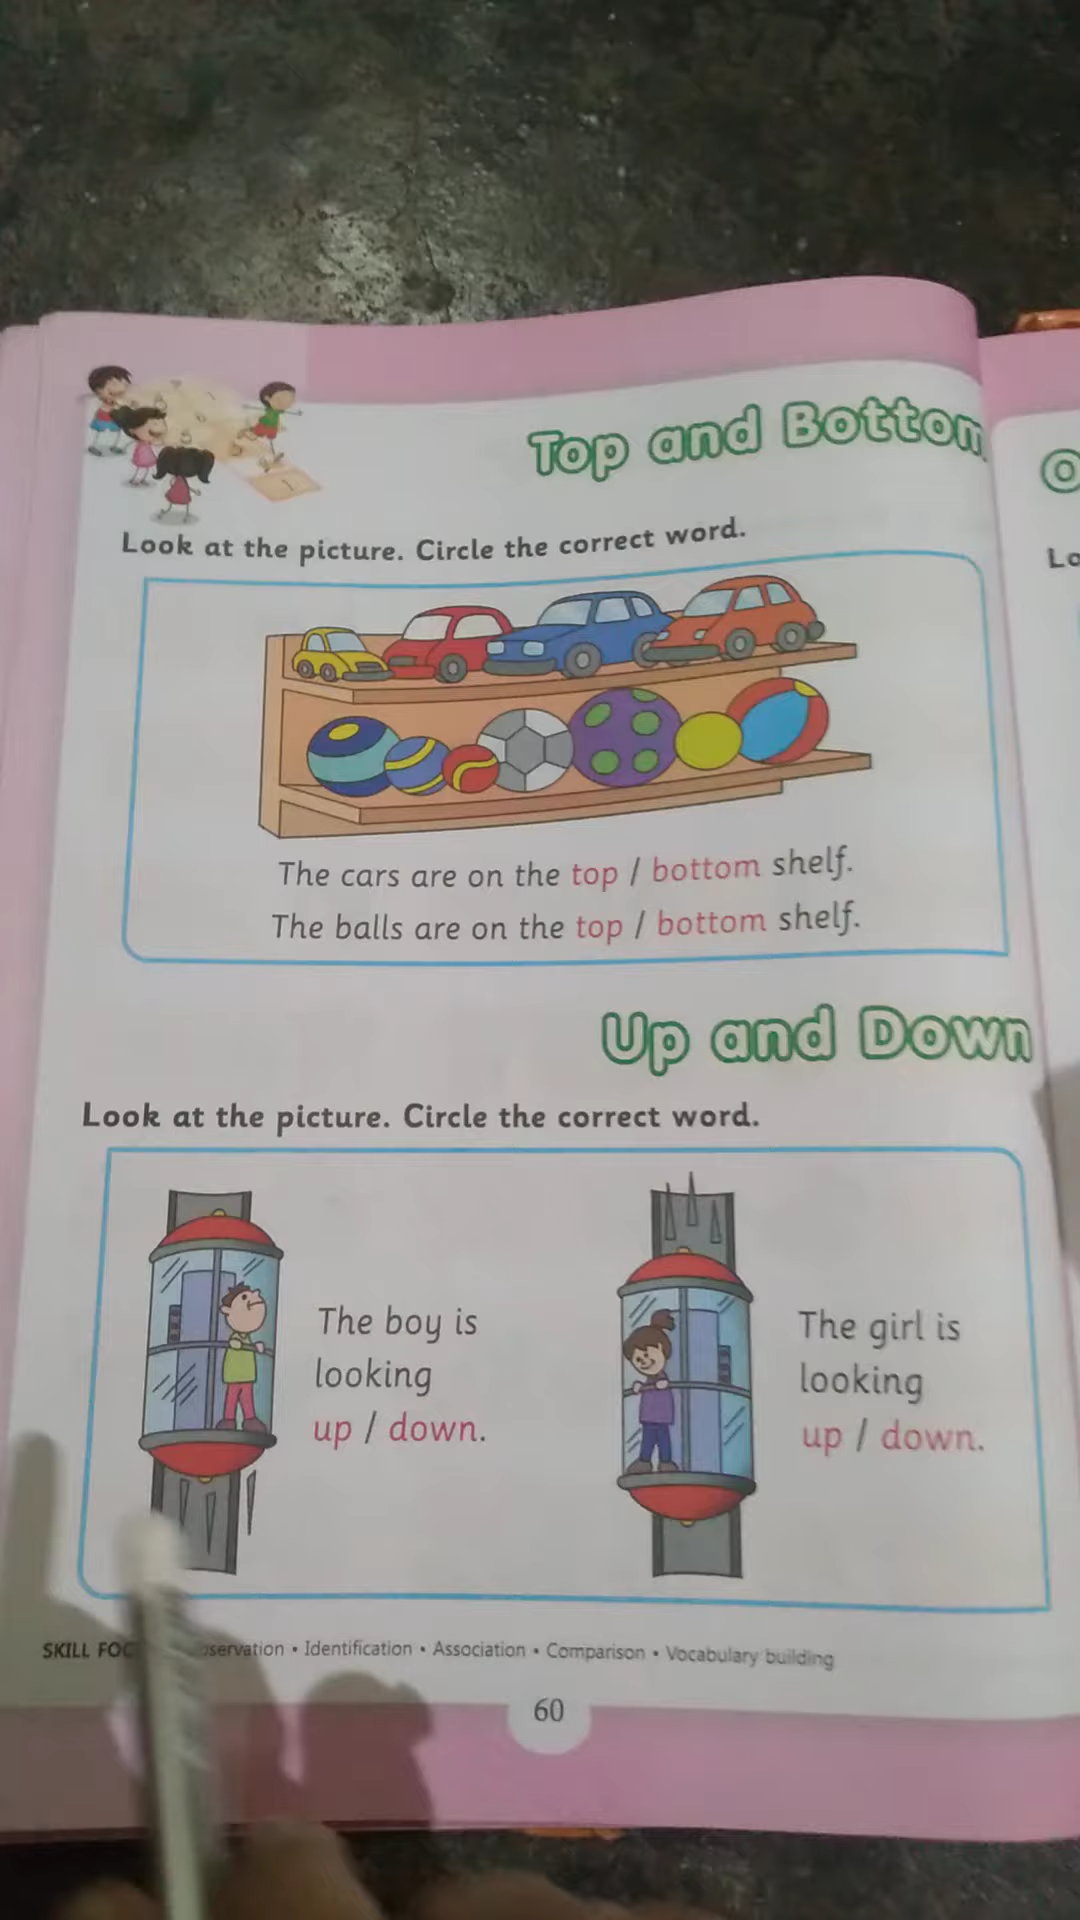 Top and Bottom
Look at the picture. Circle the correct word.
The cars are on the top / bottom shelf.
The balls are on the top / bottom shelf.
Up and Down
Look at the picture. Circle the correct word.
The boy is
looking
up / down.
The girl is
looking
up / down.
SKILL • Identification • Association • Comparison • Vocabulary building
60